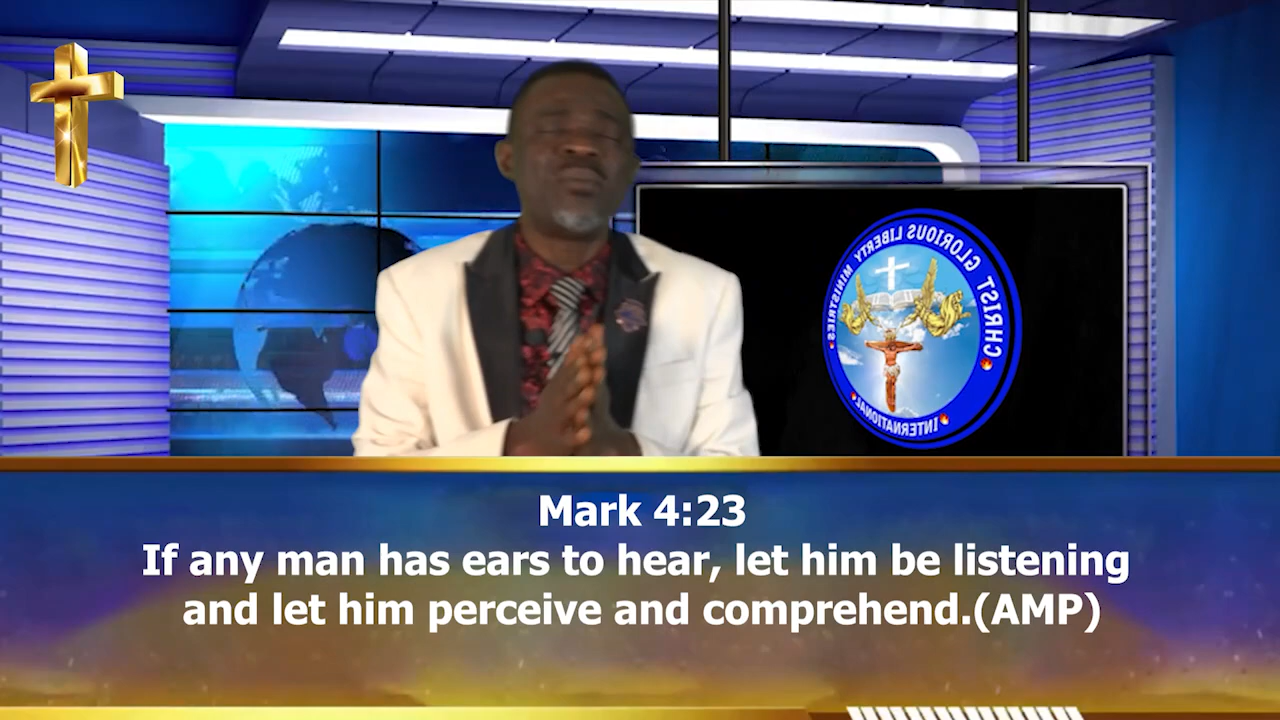 CHRIST GLORIOUS LIBERTY MINISTRIES
INTERNATIONAL
Mark 4:23
If any man has ears to hear, let him be listening
and let him perceive and comprehend.(AMP)